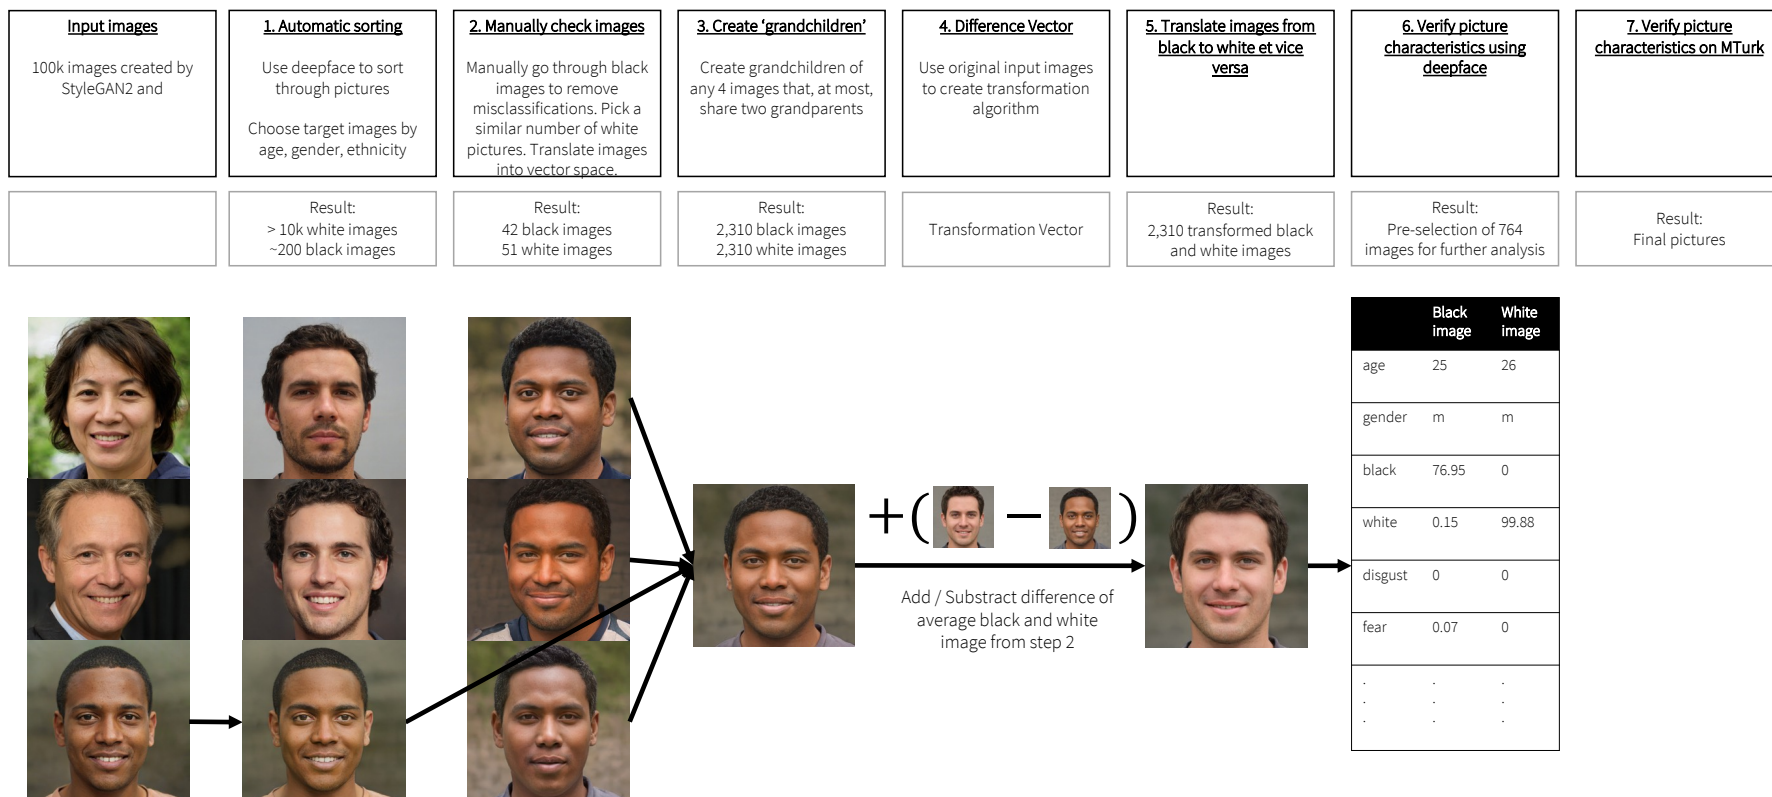 Input images
100k images created by
StyleGAN2 and
1. Automatic sorting
Use deepface to sort
through pictures
Choose target images by
age, gender, ethnicity
2. Manually check images
Manually go through black
images to remove
misclassifications. Pick a
similar number of white
pictures. Translate images
into vector space.
3. Create ‘grandchildren’
Create grandchildren of
any 4 images that, at most,
share two grandparents
4. Difference Vector
Use original input images
to create transformation
algorithm
5. Translate images from
black to white et vice
versa
6. Verify picture
characteristics using
deepface
7. Verify picture
characteristics on MTurk
Result:
> 10k white images
~200 black images
Result:
42 black images
51 white images
Result:
2,310 black images
2,310 white images
Transformation Vector
Result:
2,310 transformed black
and white images
Result:
Pre-selection of 764
images for further analysis
Result:
Final pictures
+ ( − )
Add / Substract difference of
average black and white
image from step 2
Black image White image
age 25 26
gender m m
black 76.95 0
white 0.15 99.88
disgust 0 0
fear 0.07 0
. . .
. . .
. . .